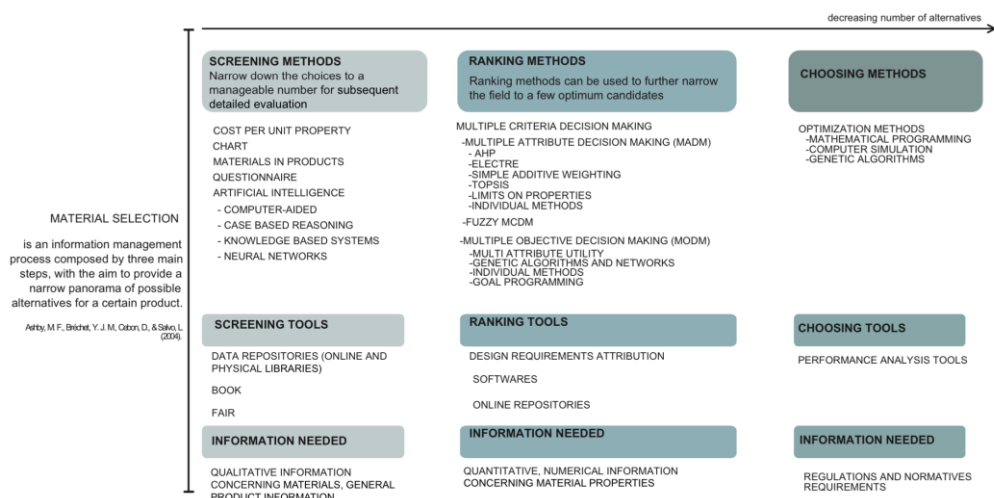 decreasing number of alternatives
MATERIAL SELECTION
is an information management
process composed by three main
steps, with the aim to provide a
narrow panorama of possible
alternatives for a certain product.
Ashby, M. F., Bréchet, Y. J. M., Cebon, D., & Salvo, L.
(2004).
SCREENING METHODS
Narrow down the choices to a
manageable number for subsequent
detailed evaluation
COST PER UNIT PROPERTY
CHART
MATERIALS IN PRODUCTS
QUESTIONNAIRE
ARTIFICIAL INTELLIGENCE
- COMPUTER-AIDED
- CASE BASED REASONING
- KNOWLEDGE BASED SYSTEMS
- NEURAL NETWORKS
RANKING METHODS
Ranking methods can be used to further narrow
the field to a few optimum candidates
MULTIPLE CRITERIA DECISION MAKING
-MULTIPLE ATTRIBUTE DECISION MAKING (MADM)
- AHP
-ELECTRE
-SIMPLE ADDITIVE WEIGHTING
-TOPSIS
-LIMITS ON PROPERTIES
-INDIVIDUAL METHODS
-FUZZY MCDM
-MULTIPLE OBJECTIVE DECISION MAKING (MODM)
-MULTI ATTRIBUTE UTILITY
-GENETIC ALGORITHMS AND NETWORKS
-INDIVIDUAL METHODS
-GOAL PROGRAMMING
CHOOSING METHODS
OPTIMIZATION METHODS
-MATHEMATICAL PROGRAMMING
-COMPUTER SIMULATION
-GENETIC ALGORITHMS
SCREENING TOOLS
DATA REPOSITORIES (ONLINE AND
PHYSICAL LIBRARIES)
BOOK
FAIR
RANKING TOOLS
DESIGN REQUIREMENTS ATTRIBUTION
SOFTWARES
ONLINE REPOSITORIES
CHOOSING TOOLS
PERFORMANCE ANALYSIS TOOLS
INFORMATION NEEDED
QUALITATIVE INFORMATION
CONCERNING MATERIALS, GENERAL
PRODUCT INFORMATION
INFORMATION NEEDED
QUANTITATIVE, NUMERICAL INFORMATION
CONCERNING MATERIAL PROPERTIES
INFORMATION NEEDED
REGULATIONS AND NORMATIVES
REQUIREMENTS